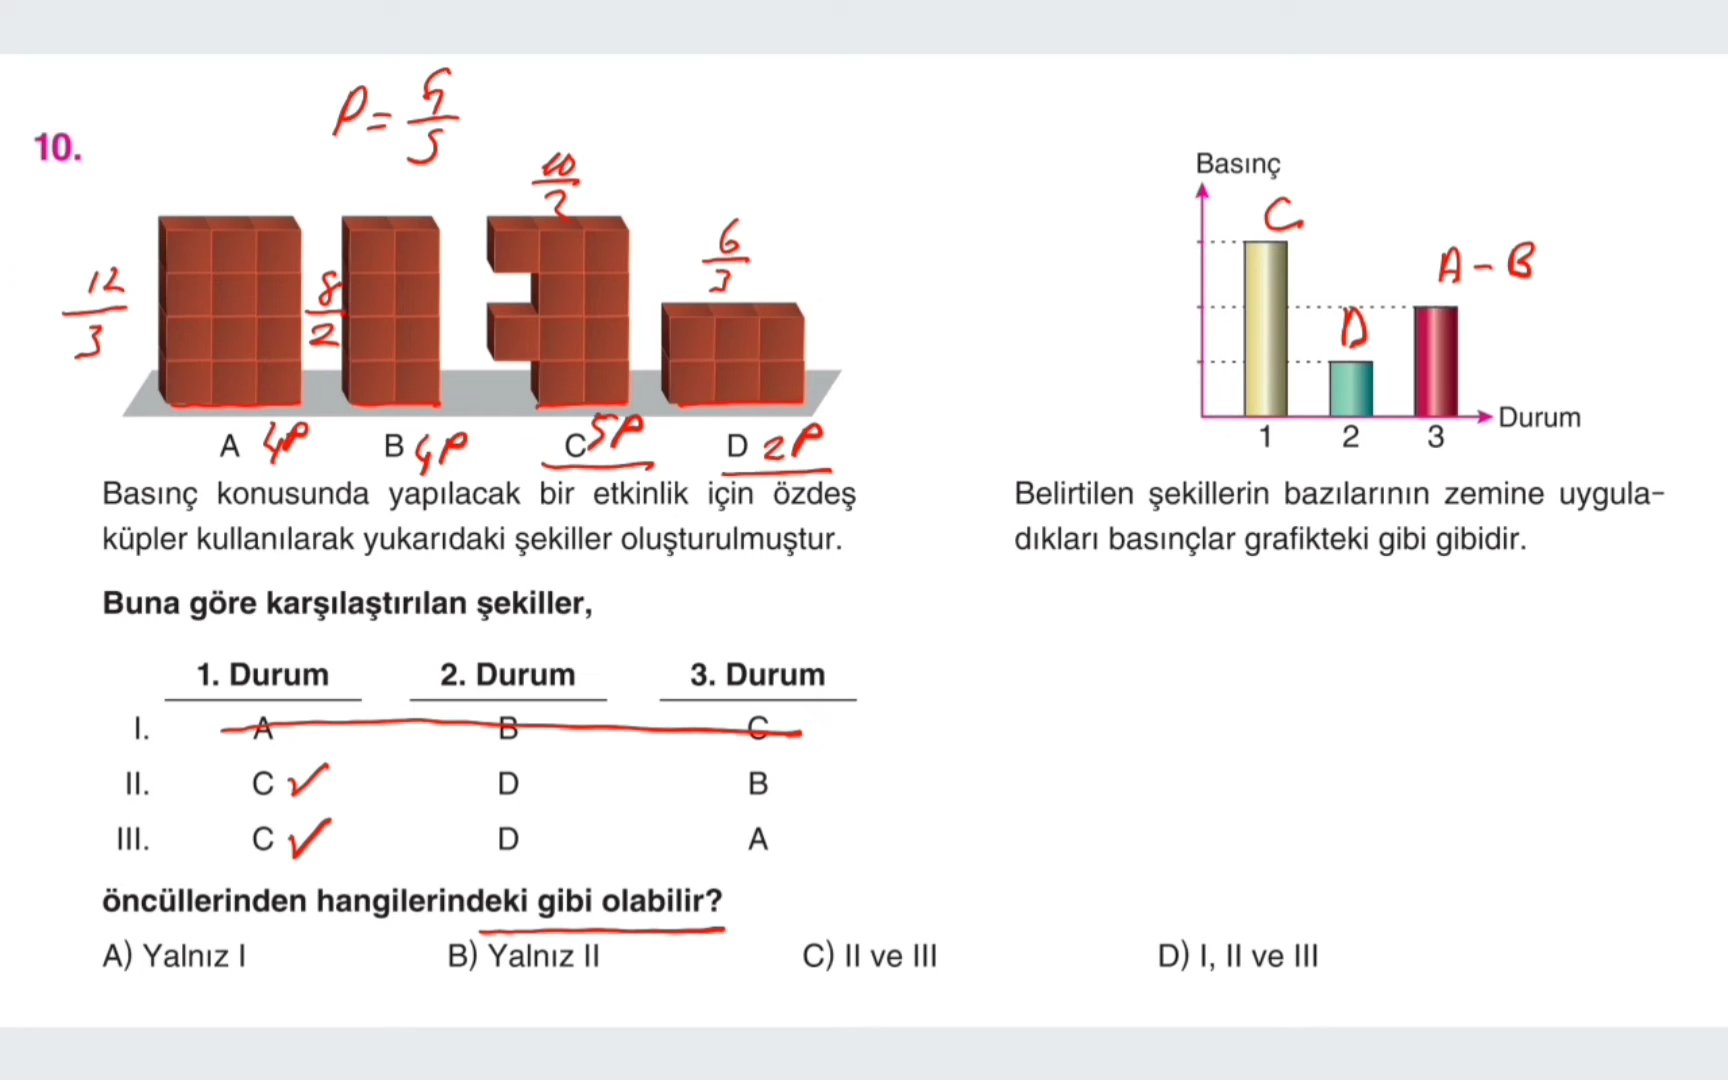 P = G/S
10.
10/2
Basınç
C
6/3
12/3
8/2
A - B
D
Durum
1 2 3
A 4P B 4P C 5P D 2P
Basınç konusunda yapılacak bir etkinlik için özdeş
küpler kullanılarak yukarıdaki şekiller oluşturulmuştur.
Belirtilen şekillerin bazılarının zemine uygula-
dıkları basınçlar grafikteki gibi gibidir.
Buna göre karşılaştırılan şekiller,
1. Durum 2. Durum 3. Durum
I. A B C
II. C ✓ D B
III. C ✓ D A
öncüllerinden hangilerindeki gibi olabilir?
A) Yalnız I B) Yalnız II C) II ve III D) I, II ve III